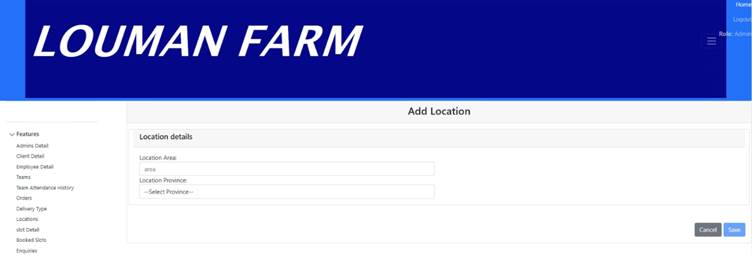 LOUMAN FARM
Home
Logout
Role: Admin
Add Location
Features
Admins Detail
Client Detail
Employee Detail
Teams
Team Attendance History
Orders
Delivery Type
Locations
slot Detail
Booked Slots
Enquiries
Location details
Location Area:
area
Location Province:
--Select Province--
Cancel
Save